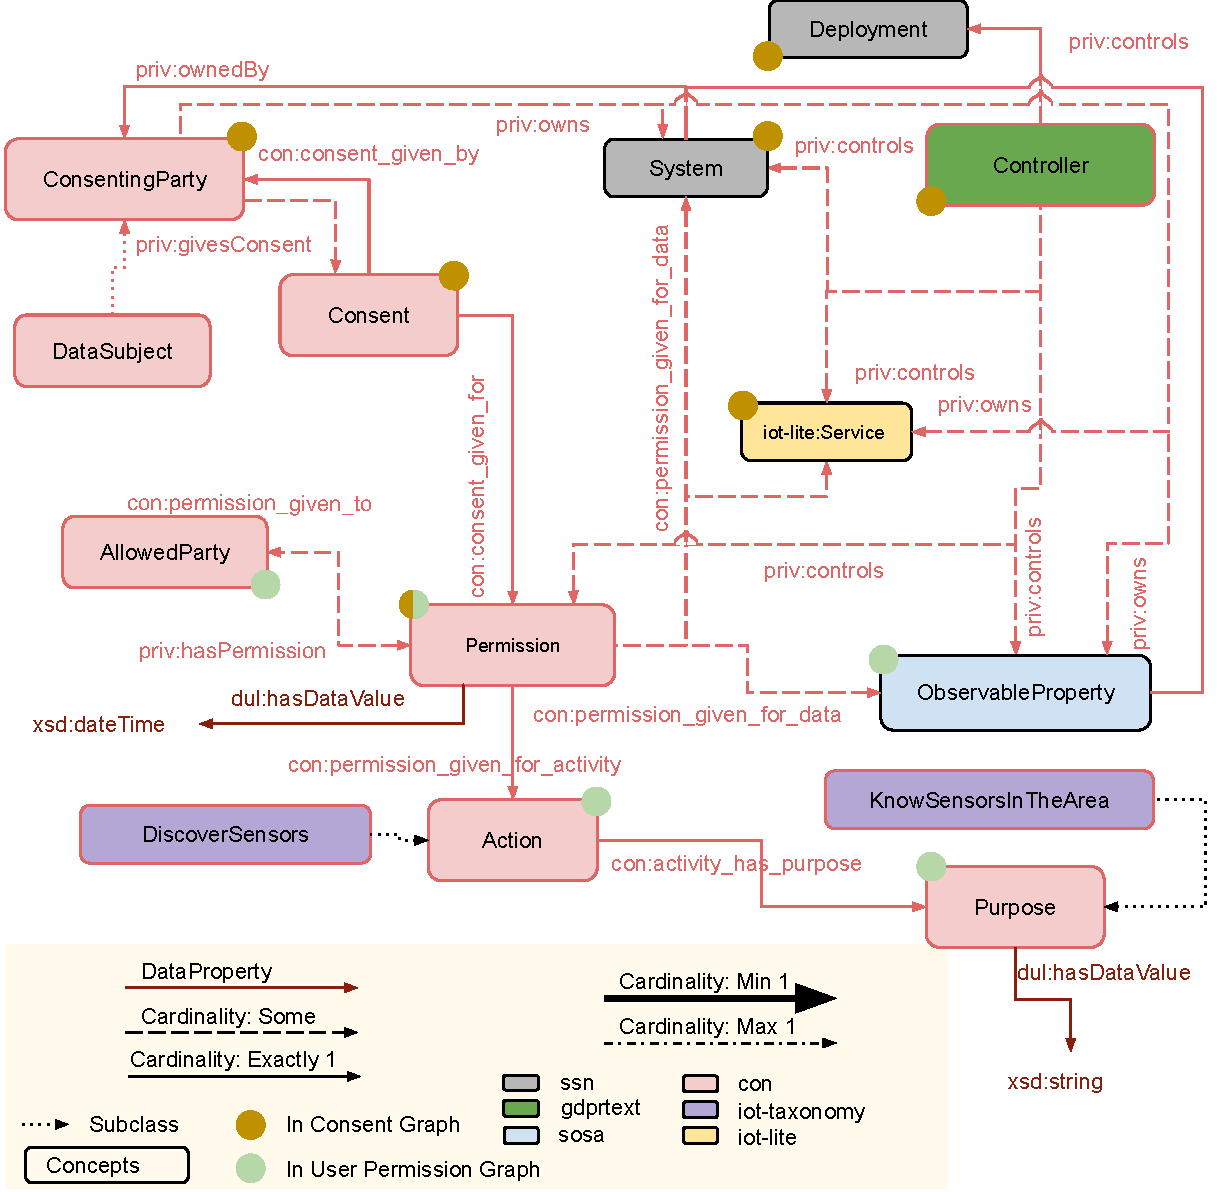 Deployment
priv:controls
priv:ownedBy
priv:owns
con:consent_given_by
priv:controls
System
Controller
ConsentingParty
priv:givesConsent
con:permission_given_for_data
Consent
DataSubject
priv:controls
con:consent_given_for
priv:owns
iot-lite:Service
con:permission_given_to
AllowedParty
priv:controls
priv:controls
priv:owns
priv:hasPermission
Permission
dul:hasDataValue
ObservableProperty
xsd:dateTime
con:permission_given_for_data
con:permission_given_for_activity
KnowSensorsInTheArea
DiscoverSensors
Action
con:activity_has_purpose
Purpose
DataProperty
dul:hasDataValue
Cardinality: Min 1
Cardinality: Some
Cardinality: Max 1
Cardinality: Exactly 1
xsd:string
ssn
con
gdprtext
iot-taxonomy
Subclass
In Consent Graph
sosa
iot-lite
Concepts
In User Permission Graph